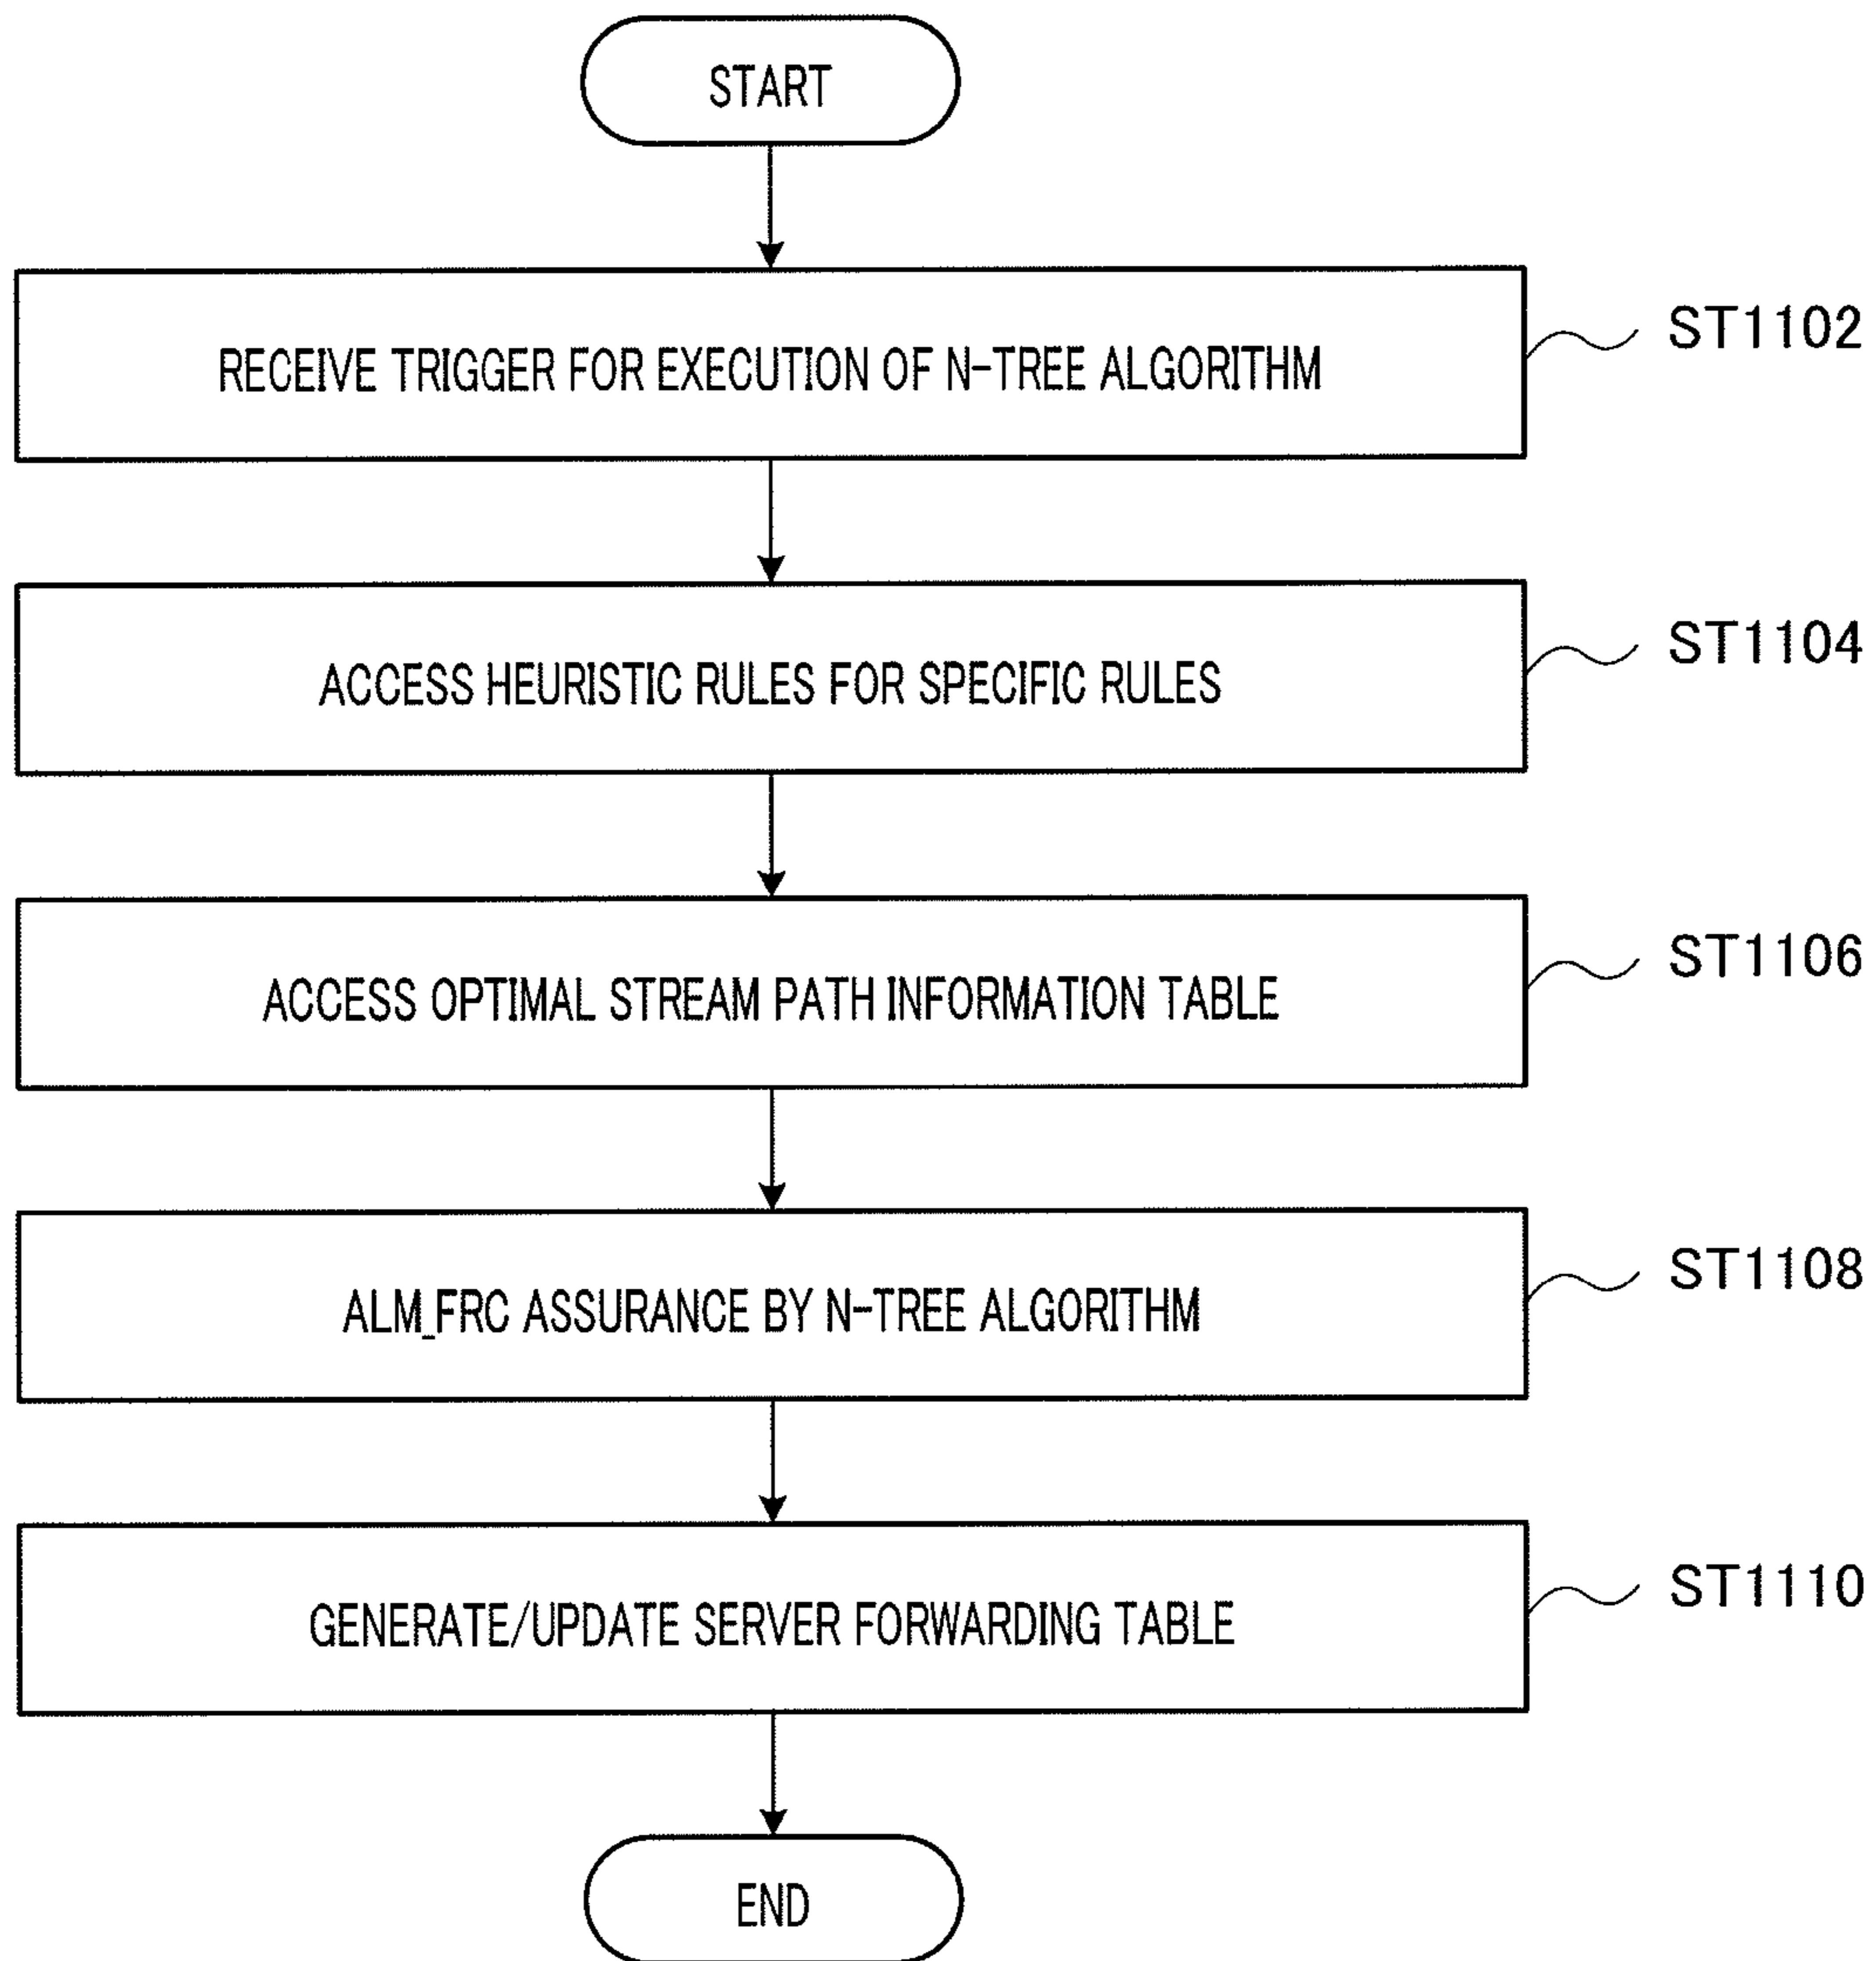 START
RECEIVE TRIGGER FOR EXECUTION OF N-TREE ALGORITHM
ST1102
ACCESS HEURISTIC RULES FOR SPECIFIC RULES
ST1104
ACCESS OPTIMAL STREAM PATH INFORMATION TABLE
ST1106
ALM_FRC ASSURANCE BY N-TREE ALGORITHM
ST1108
GENERATE/UPDATE SERVER FORWARDING TABLE
ST1110
END